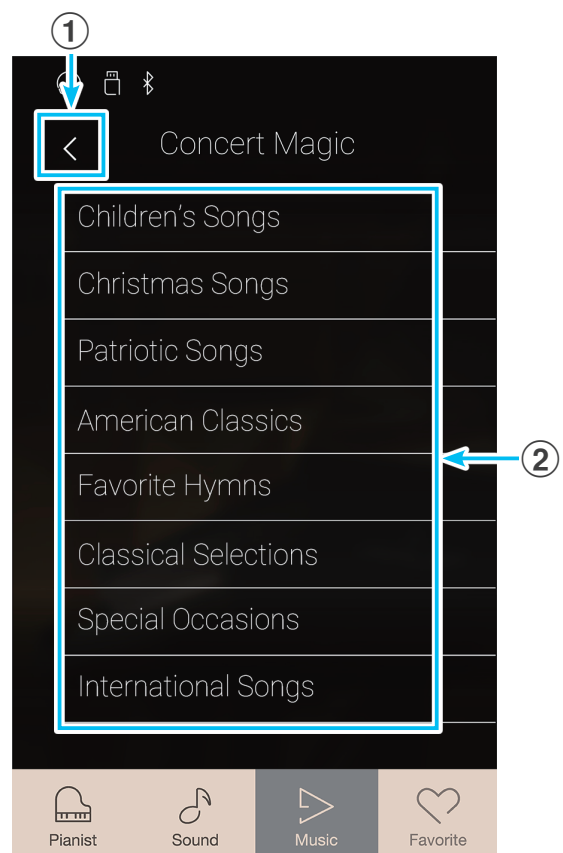 ①
Concert Magic
Children’s Songs
Christmas Songs
Patriotic Songs
American Classics
②
Favorite Hymns
Classical Selections
Special Occasions
International Songs
Pianist Sound Music Favorite